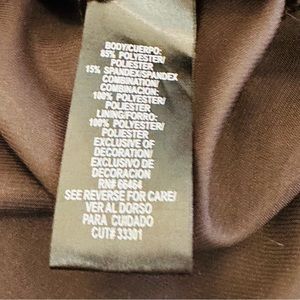 BODY/CUERPO:
85% POLYESTER/
POLIESTER
15% SPANDEX/SPANDEX
COMBINATION/
COMBINACION:
100% POLYESTER/
POLIESTER
LINING/FORRO:
100% POLYESTER/
POLIESTER
EXCLUSIVE OF
DECORATION/
EXCLUSIVO DE
DECORACION
RN# 66464
SEE REVERSE FOR CARE/
VER AL DORSO
PARA CUIDADO
CUT# 33301